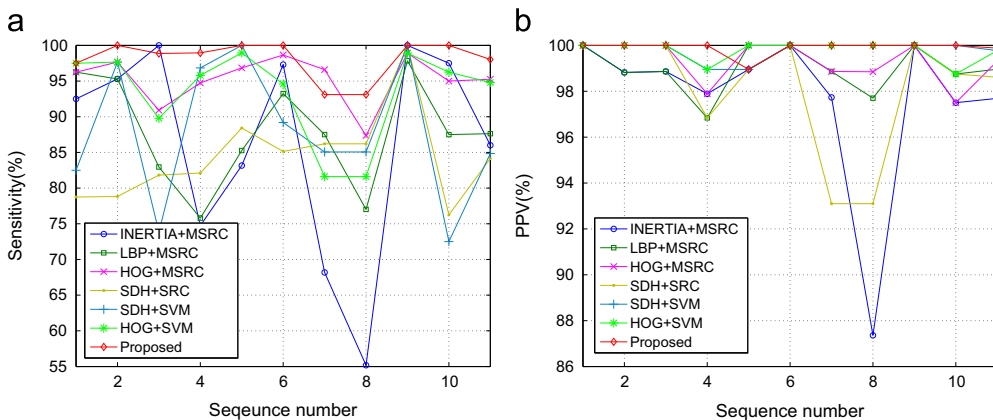 a
b
100
95
90
85
80
75
70
65
60
55
Sensitivity(%)
INERTIA+MSRC
LBP+MSRC
HOG+MSRC
SDH+SRC
SDH+SVM
HOG+SVM
Proposed
2
4
6
8
10
Seqeunce number
100
98
96
94
92
90
88
86
PPV(%)
INERTIA+MSRC
LBP+MSRC
HOG+MSRC
SDH+SRC
SDH+SVM
HOG+SVM
Proposed
2
4
6
8
10
Sequence number